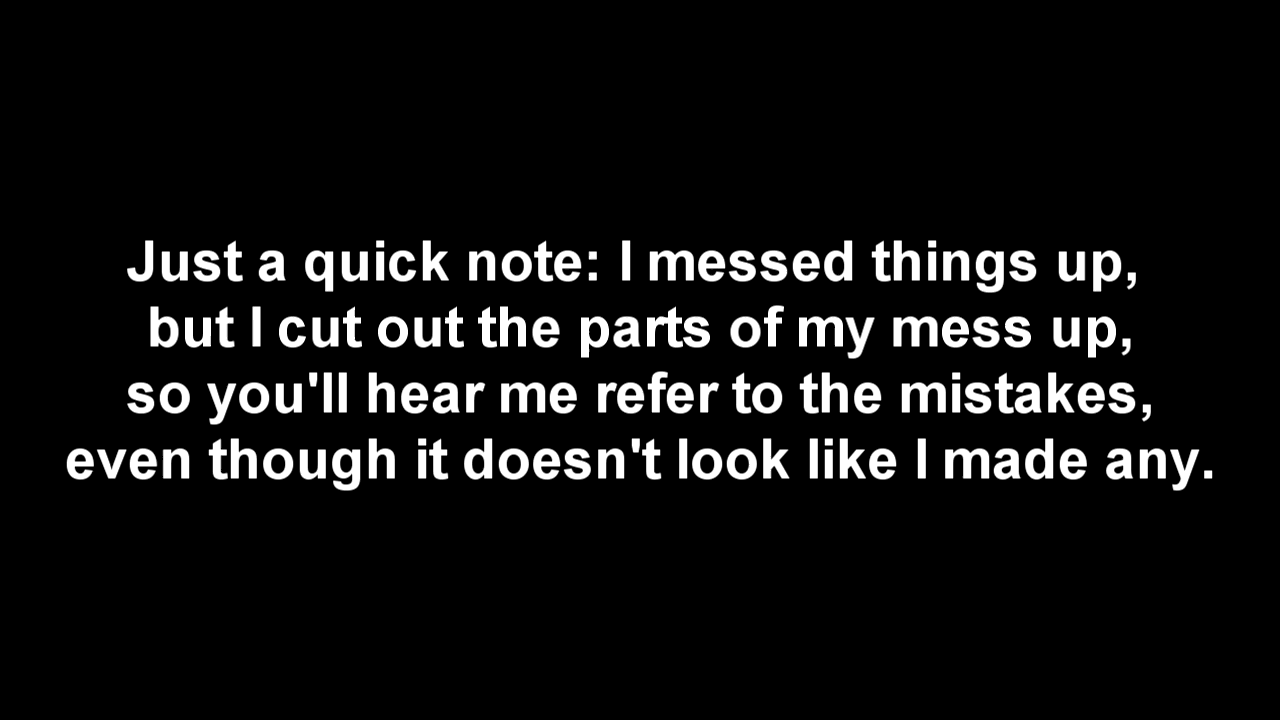 Just a quick note: I messed things up,
but I cut out the parts of my mess up,
so you'll hear me refer to the mistakes,
even though it doesn't look like I made any.